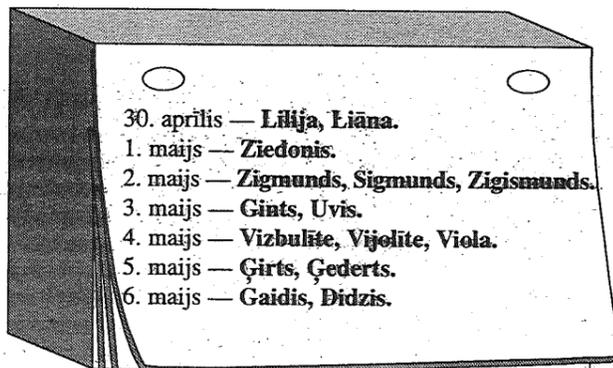 30. aprīlis — Lilija, Liāna.
1. maijs — Ziedonis.
2. maijs — Zigmunds, Sigmunds, Zigismunds.
3. maijs — Gints, Uvis.
4. maijs — Vizbulīte, Vijolīte, Viola.
5. maijs — Ģirts, Ģederts.
6. maijs — Gaidis, Didzis.